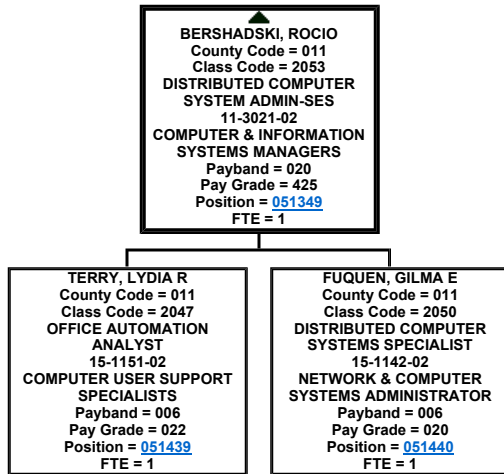 BERSHADSKI, ROCIO
County Code = 011
Class Code = 2053
DISTRIBUTED COMPUTER
SYSTEM ADMIN-SES
11-3021-02
COMPUTER & INFORMATION
SYSTEMS MANAGERS
Payband = 020
Pay Grade = 425
Position = 051349
FTE = 1
TERRY, LYDIA R
County Code = 011
Class Code = 2047
OFFICE AUTOMATION
ANALYST
15-1151-02
COMPUTER USER SUPPORT
SPECIALISTS
Payband = 006
Pay Grade = 022
Position = 051439
FTE = 1
FUQUEN, GILMA E
County Code = 011
Class Code = 2050
DISTRIBUTED COMPUTER
SYSTEMS SPECIALIST
15-1142-02
NETWORK & COMPUTER
SYSTEMS ADMINISTRATOR
Payband = 006
Pay Grade = 020
Position = 051440
FTE = 1